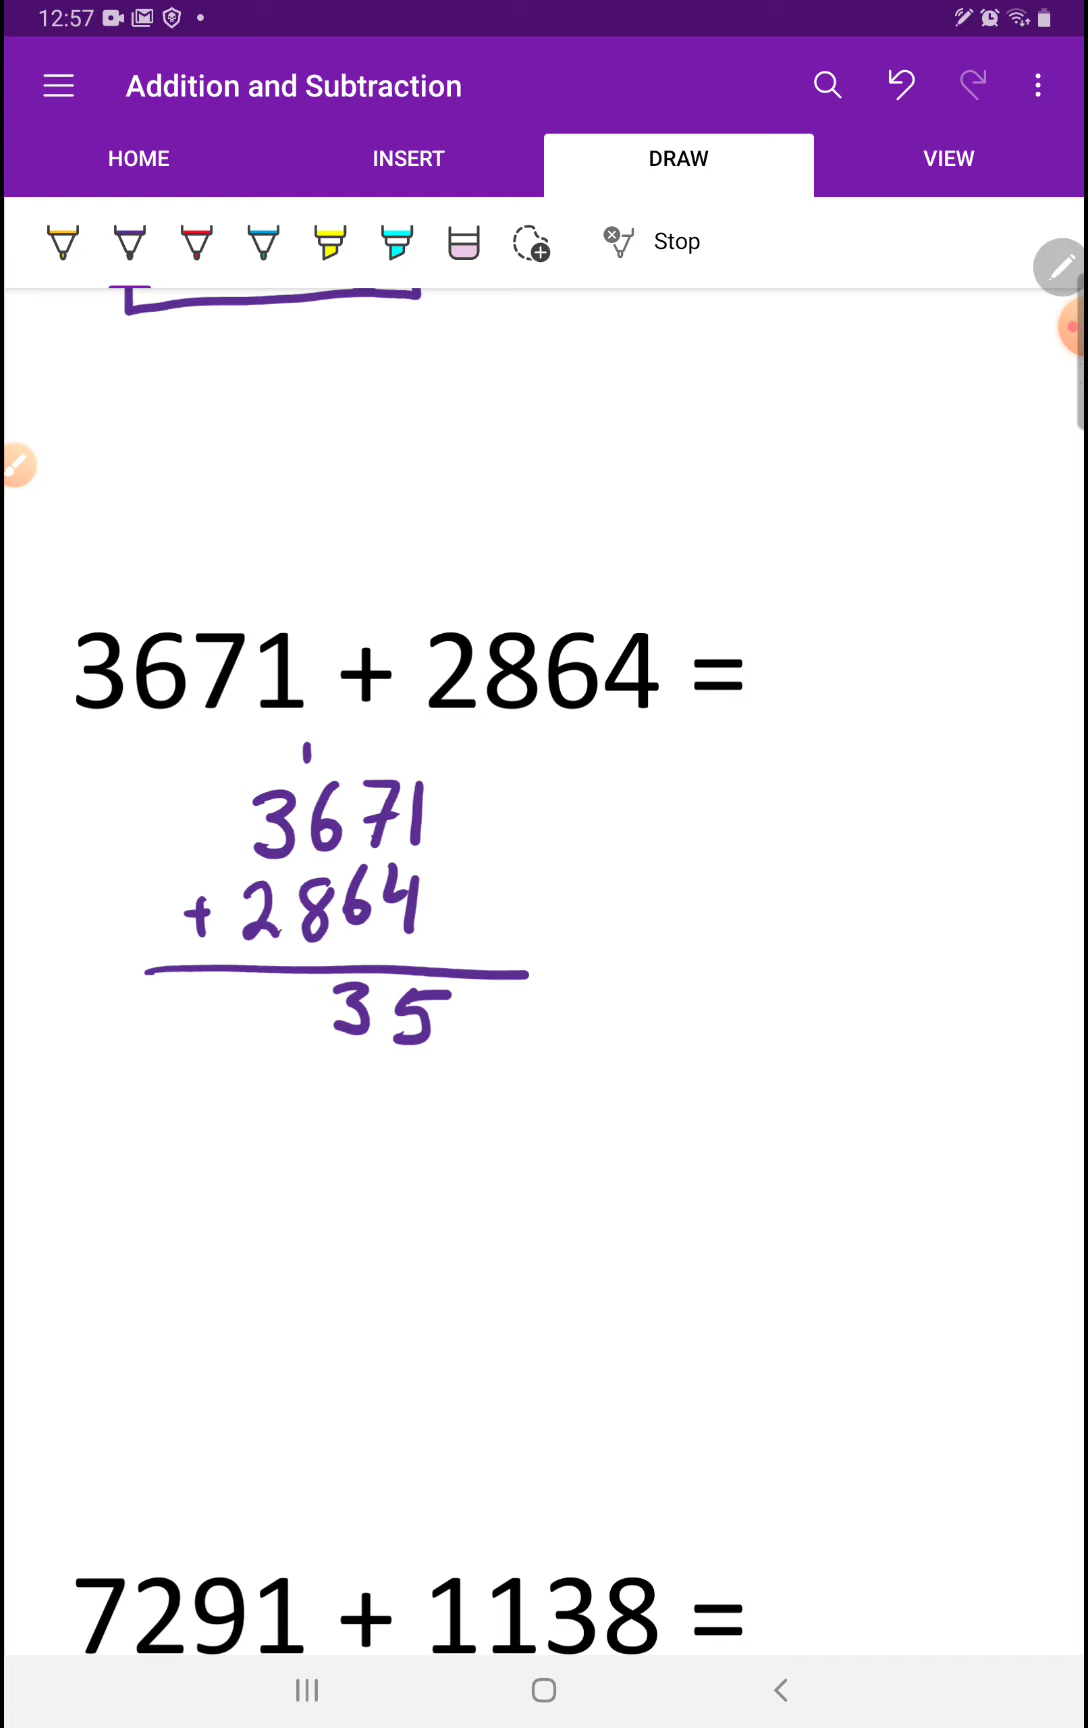 12:57
Addition and Subtraction
HOME INSERT DRAW VIEW
Stop
3671 + 2864 =
1
3671
+ 2864
35
7291 + 1138 =